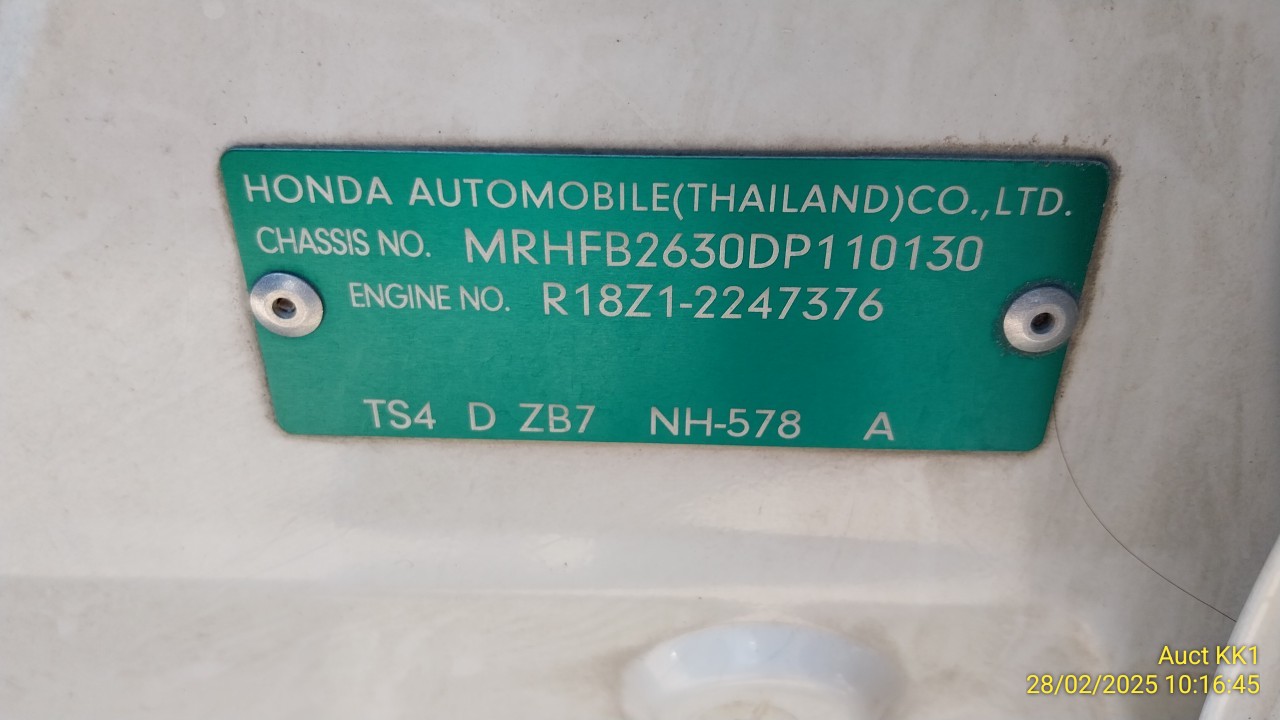 HONDA AUTOMOBILE(THAILAND)CO.,LTD.
CHASSIS NO. MRHFB2630DP110130
ENGINE NO. R18Z1-2247376
TS4 D ZB7 NH-578 A
Auct KK1
28/02/2025 10:16:45